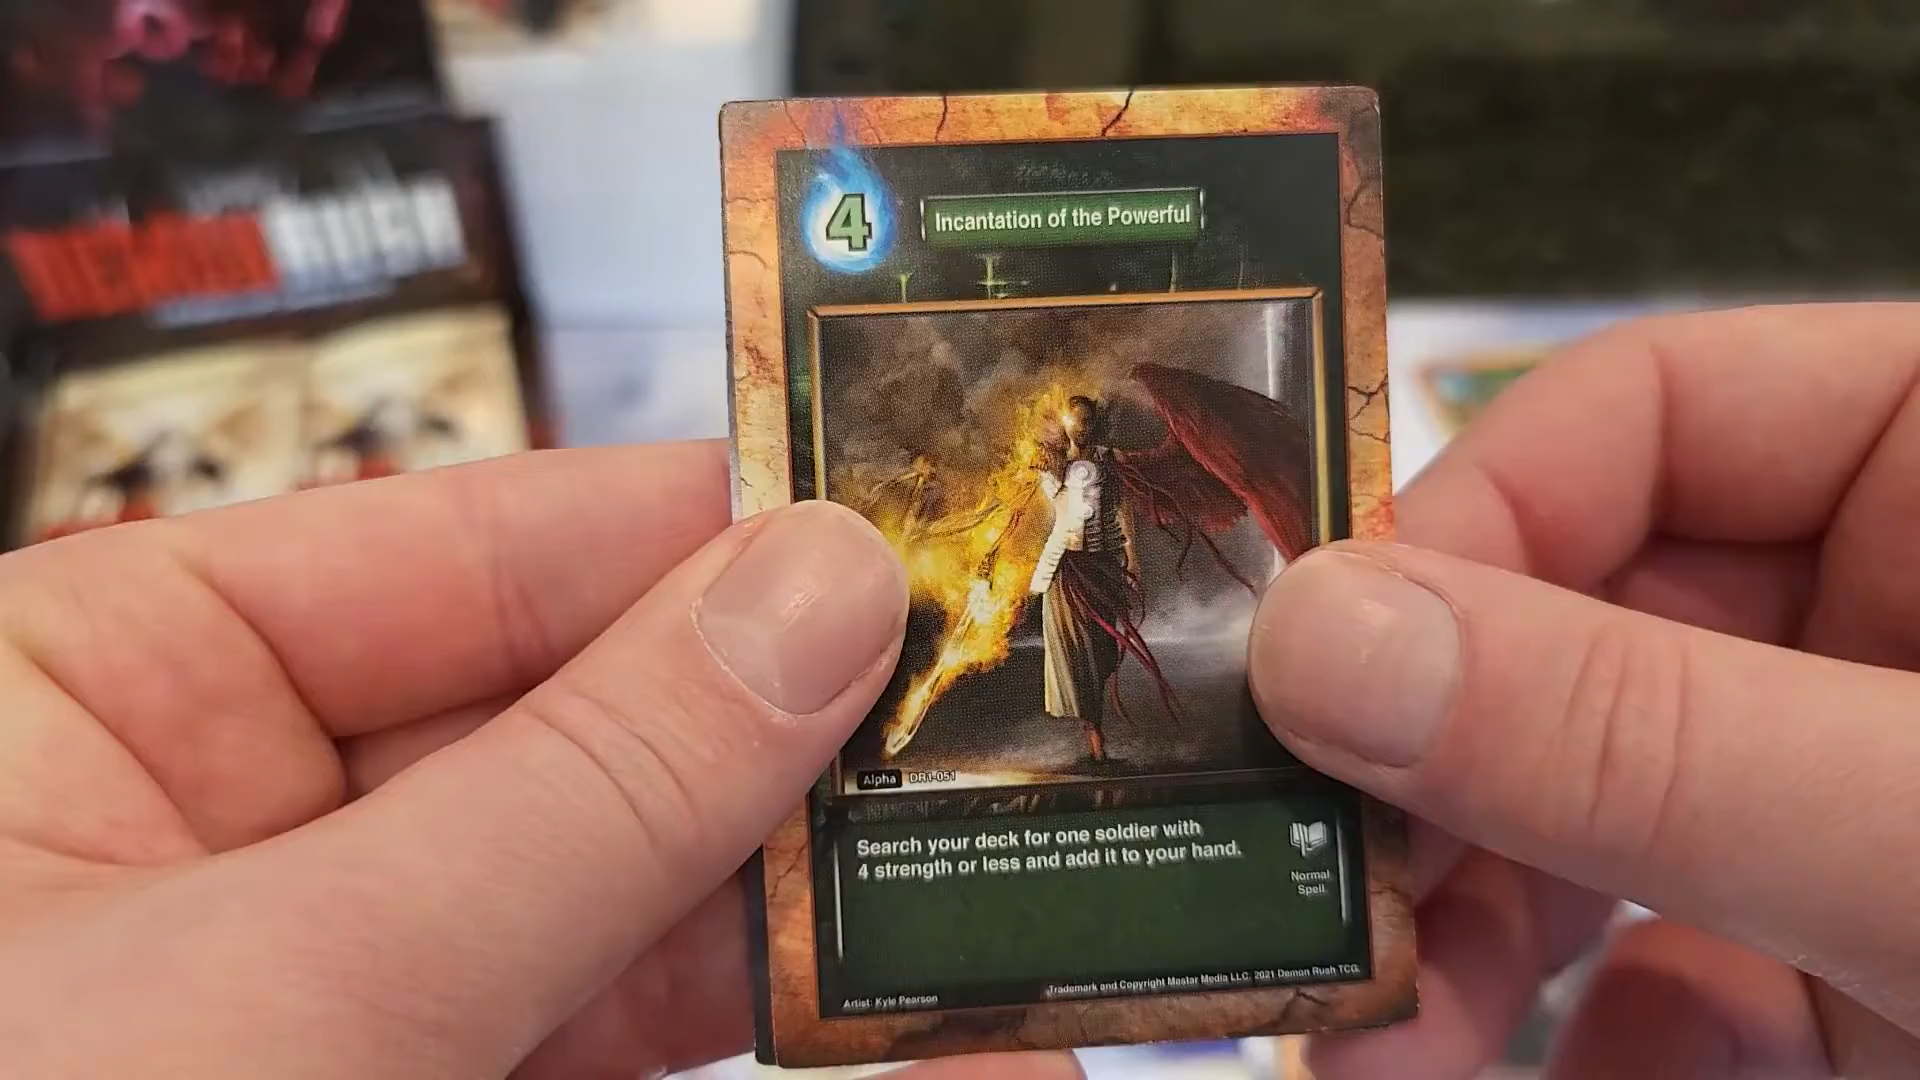 DEMON RUSH
4
Incantation of the Powerful
Alpha DR1-051
Search your deck for one soldier with
4 strength or less and add it to your hand.
Normal
Spell
Artist: Kyle Pearson
Trademark and Copyright Mastar Media LLC. 2021 Demon Rush TCG.